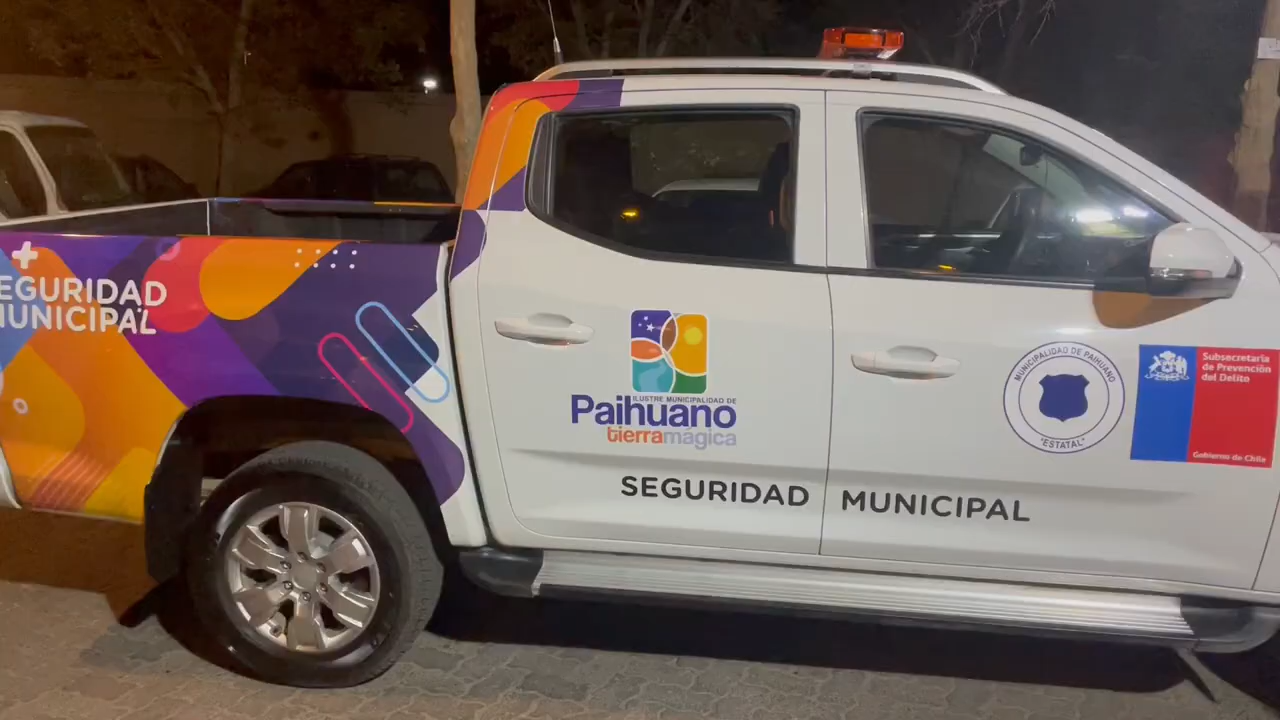 +
SEGURIDAD
MUNICIPAL
ILUSTRE MUNICIPALIDAD DE
Paihuano
tierramágica
SEGURIDAD MUNICIPAL
MUNICIPALIDAD DE PAIHUANO
"ESTATAL"
Subsecretaría
de Prevención
del Delito
Gobierno de Chile